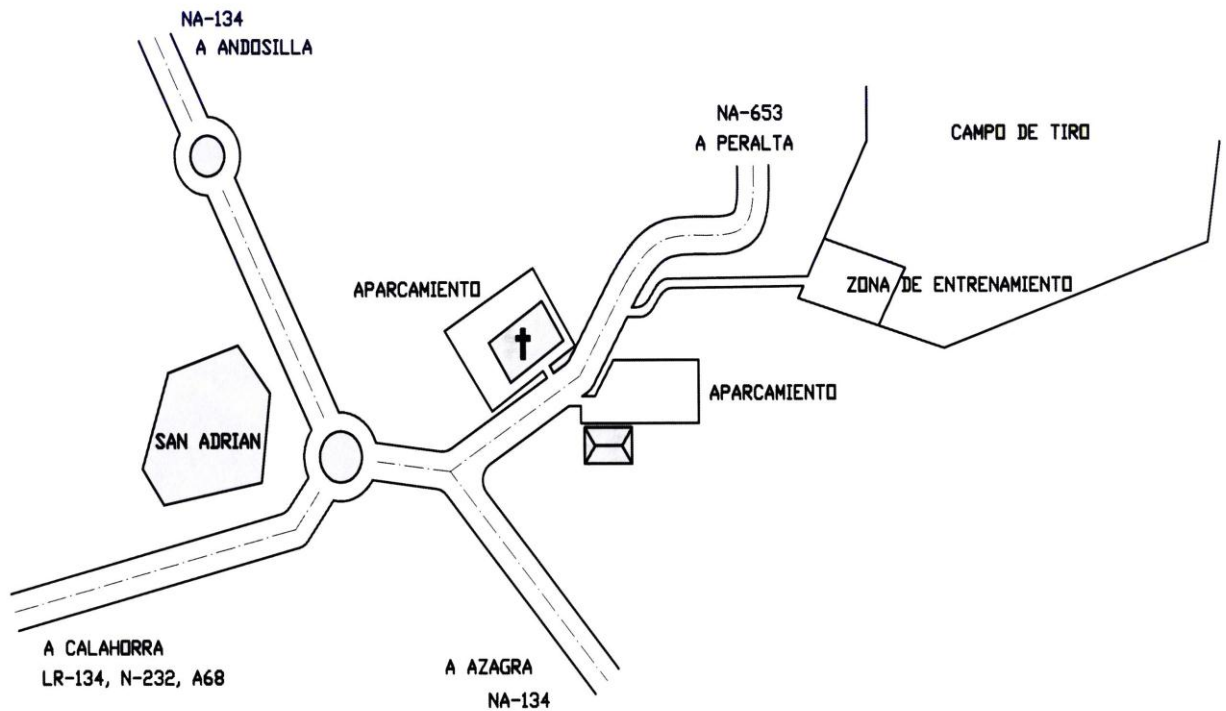 NA-134
A ANDOSILLA
NA-653
A PERALTA
CAMPO DE TIRO
APARCAMIENTO
ZONA DE ENTRENAMIENTO
APARCAMIENTO
SAN ADRIAN
A CALAHORRA
LR-134, N-232, A68
A AZAGRA
NA-134